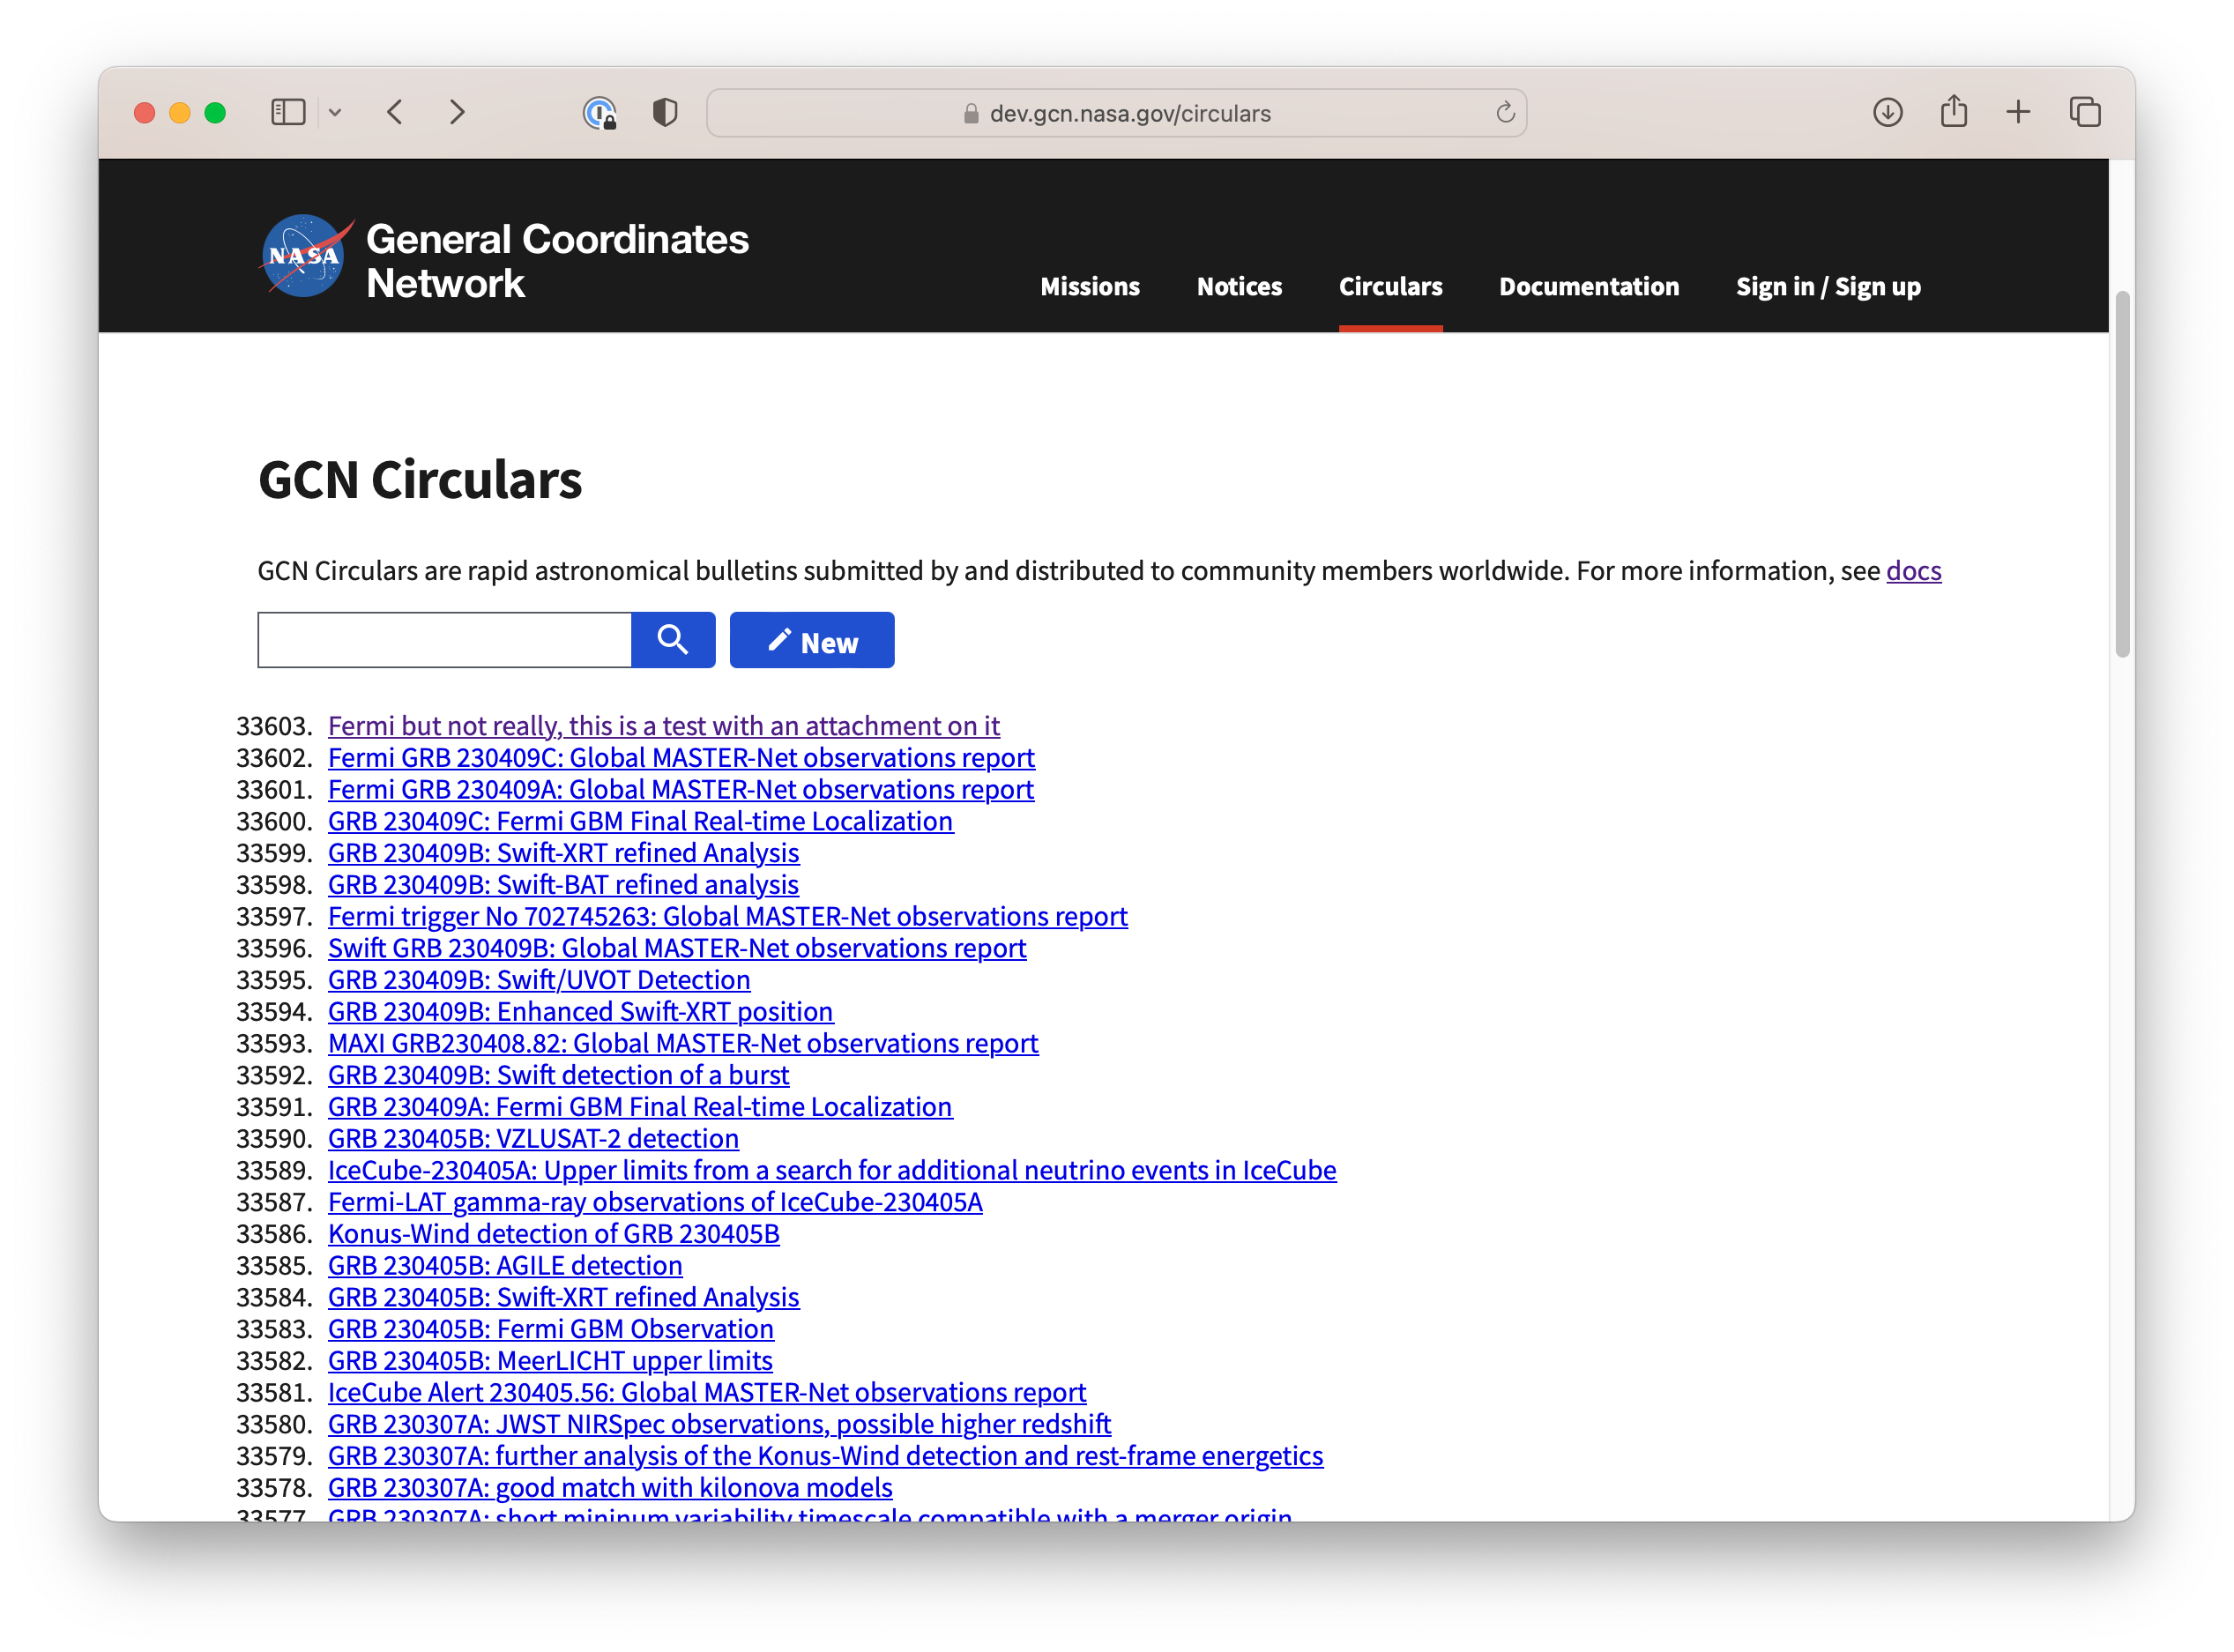 dev.gcn.nasa.gov/circulars
NASA
General Coordinates
Network
Missions
Notices
Circulars
Documentation
Sign in / Sign up
GCN Circulars
GCN Circulars are rapid astronomical bulletins submitted by and distributed to community members worldwide. For more information, see docs
New
33603. Fermi but not really, this is a test with an attachment on it
33602. Fermi GRB 230409C: Global MASTER-Net observations report
33601. Fermi GRB 230409A: Global MASTER-Net observations report
33600. GRB 230409C: Fermi GBM Final Real-time Localization
33599. GRB 230409B: Swift-XRT refined Analysis
33598. GRB 230409B: Swift-BAT refined analysis
33597. Fermi trigger No 702745263: Global MASTER-Net observations report
33596. Swift GRB 230409B: Global MASTER-Net observations report
33595. GRB 230409B: Swift/UVOT Detection
33594. GRB 230409B: Enhanced Swift-XRT position
33593. MAXI GRB230408.82: Global MASTER-Net observations report
33592. GRB 230409B: Swift detection of a burst
33591. GRB 230409A: Fermi GBM Final Real-time Localization
33590. GRB 230405B: VZLUSAT-2 detection
33589. IceCube-230405A: Upper limits from a search for additional neutrino events in IceCube
33587. Fermi-LAT gamma-ray observations of IceCube-230405A
33586. Konus-Wind detection of GRB 230405B
33585. GRB 230405B: AGILE detection
33584. GRB 230405B: Swift-XRT refined Analysis
33583. GRB 230405B: Fermi GBM Observation
33582. GRB 230405B: MeerLICHT upper limits
33581. IceCube Alert 230405.56: Global MASTER-Net observations report
33580. GRB 230307A: JWST NIRSpec observations, possible higher redshift
33579. GRB 230307A: further analysis of the Konus-Wind detection and rest-frame energetics
33578. GRB 230307A: good match with kilonova models
33577. GRB 230307A: short mininum variability timescale compatible with a merger origin